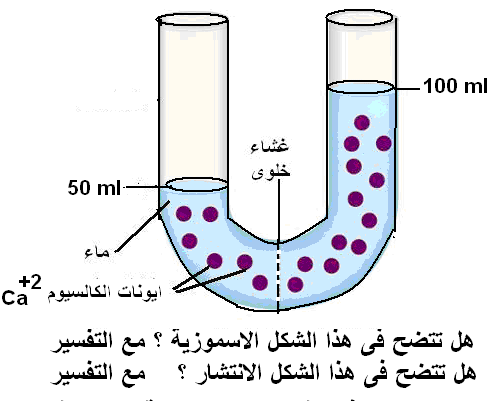 100 ml
غشاء
خلوى
50 ml
ماء
ايونات الكالسيوم Ca+2
هل تتضح فى هذا الشكل الاسموزية ؟ مع التفسير
هل تتضح فى هذا الشكل الانتشار ؟ مع التفسير